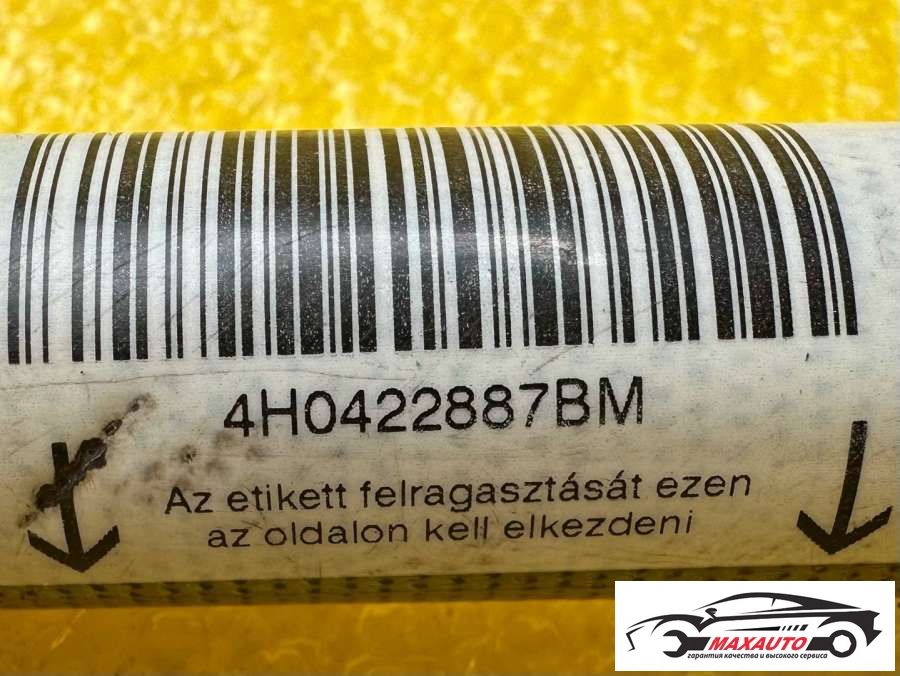 4H0422887BM
Az etikett felragasztását ezen
az oldalon kell elkezdeni
MAXAUTO
гарантия качества и высокого сервиса